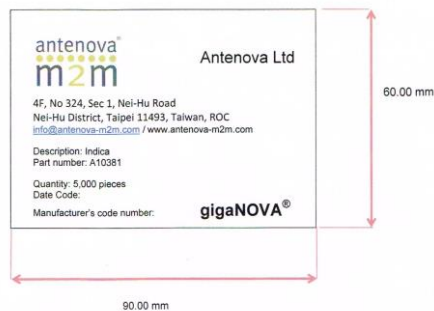 antenova®
m2m
Antenova Ltd
4F, No 324, Sec 1, Nei-Hu Road
Nei-Hu District, Taipei 11493, Taiwan, ROC
info@antenova-m2m.com / www.antenova-m2m.com
Description: Indica
Part number: A10381
Quantity: 5,000 pieces
Date Code:
Manufacturer's code number:
gigaNOVA®
60.00 mm
90.00 mm